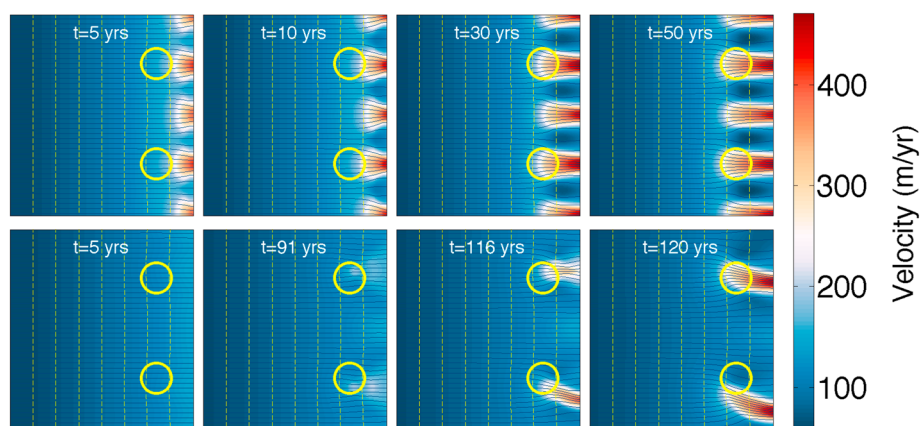 t=5 yrs
t=10 yrs
t=30 yrs
t=50 yrs
t=5 yrs
t=91 yrs
t=116 yrs
t=120 yrs
400
300
200
100
Velocity (m/yr)